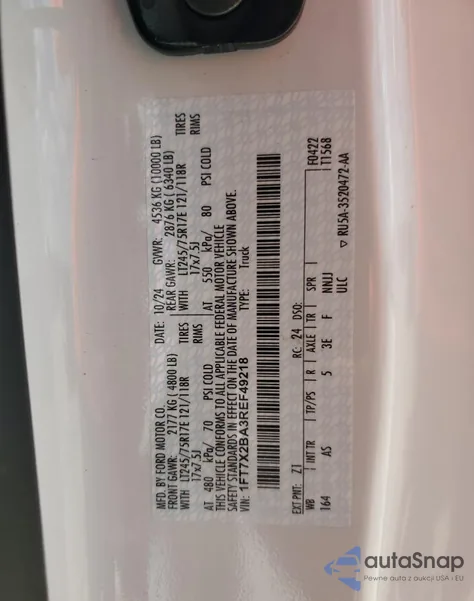 MFD. BY FORD MOTOR CO.
DATE: 10/24 GVWR: 4536 KG (10000 LB)
FRONT GAWR: 2177 KG ( 4800 LB) REAR GAWR: 2876 KG ( 6340 LB)
WITH LT245/75R17E 121/118R TIRES WITH LT245/75R17E 121/118R TIRES
17x7.5J RIMS 17x7.5J RIMS
AT 480 kPa/ 70 PSI COLD AT 550 kPa/ 80 PSI COLD
THIS VEHICLE CONFORMS TO ALL APPLICABLE FEDERAL MOTOR VEHICLE
SAFETY STANDARDS IN EFFECT ON THE DATE OF MANUFACTURE SHOWN ABOVE.
VIN: 1FT7X2BA3REF49218 TYPE: Truck
F0422
T1568
EXT PNT: Z1 RC: 24 DSO:
WB INT TR TP/PS R AXLE TR SPR
164 AS 5 3E F NNJJ
ULC
▽ RU5A-3520472-AA
autaSnap
Pewne auta z aukcji USA i EU